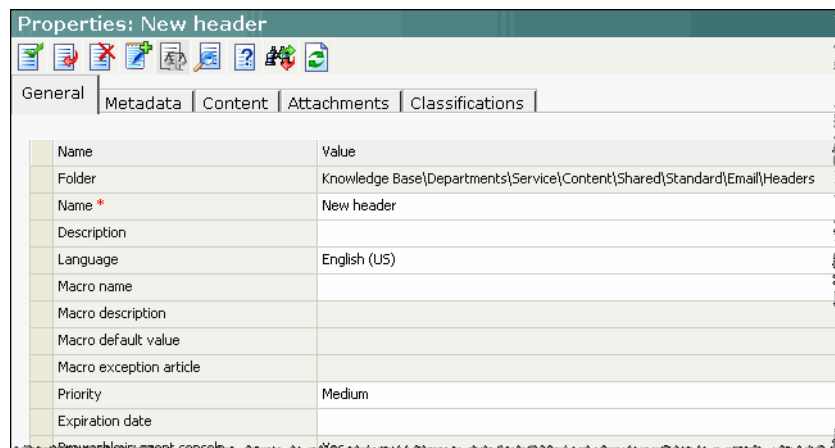 Properties: New header
General Metadata Content Attachments Classifications
Name Value
Folder Knowledge Base\Departments\Service\Content\Shared\Standard\Email\Headers
Name * New header
Description
Language English (US)
Macro name
Macro description
Macro default value
Macro exception article
Priority Medium
Expiration date